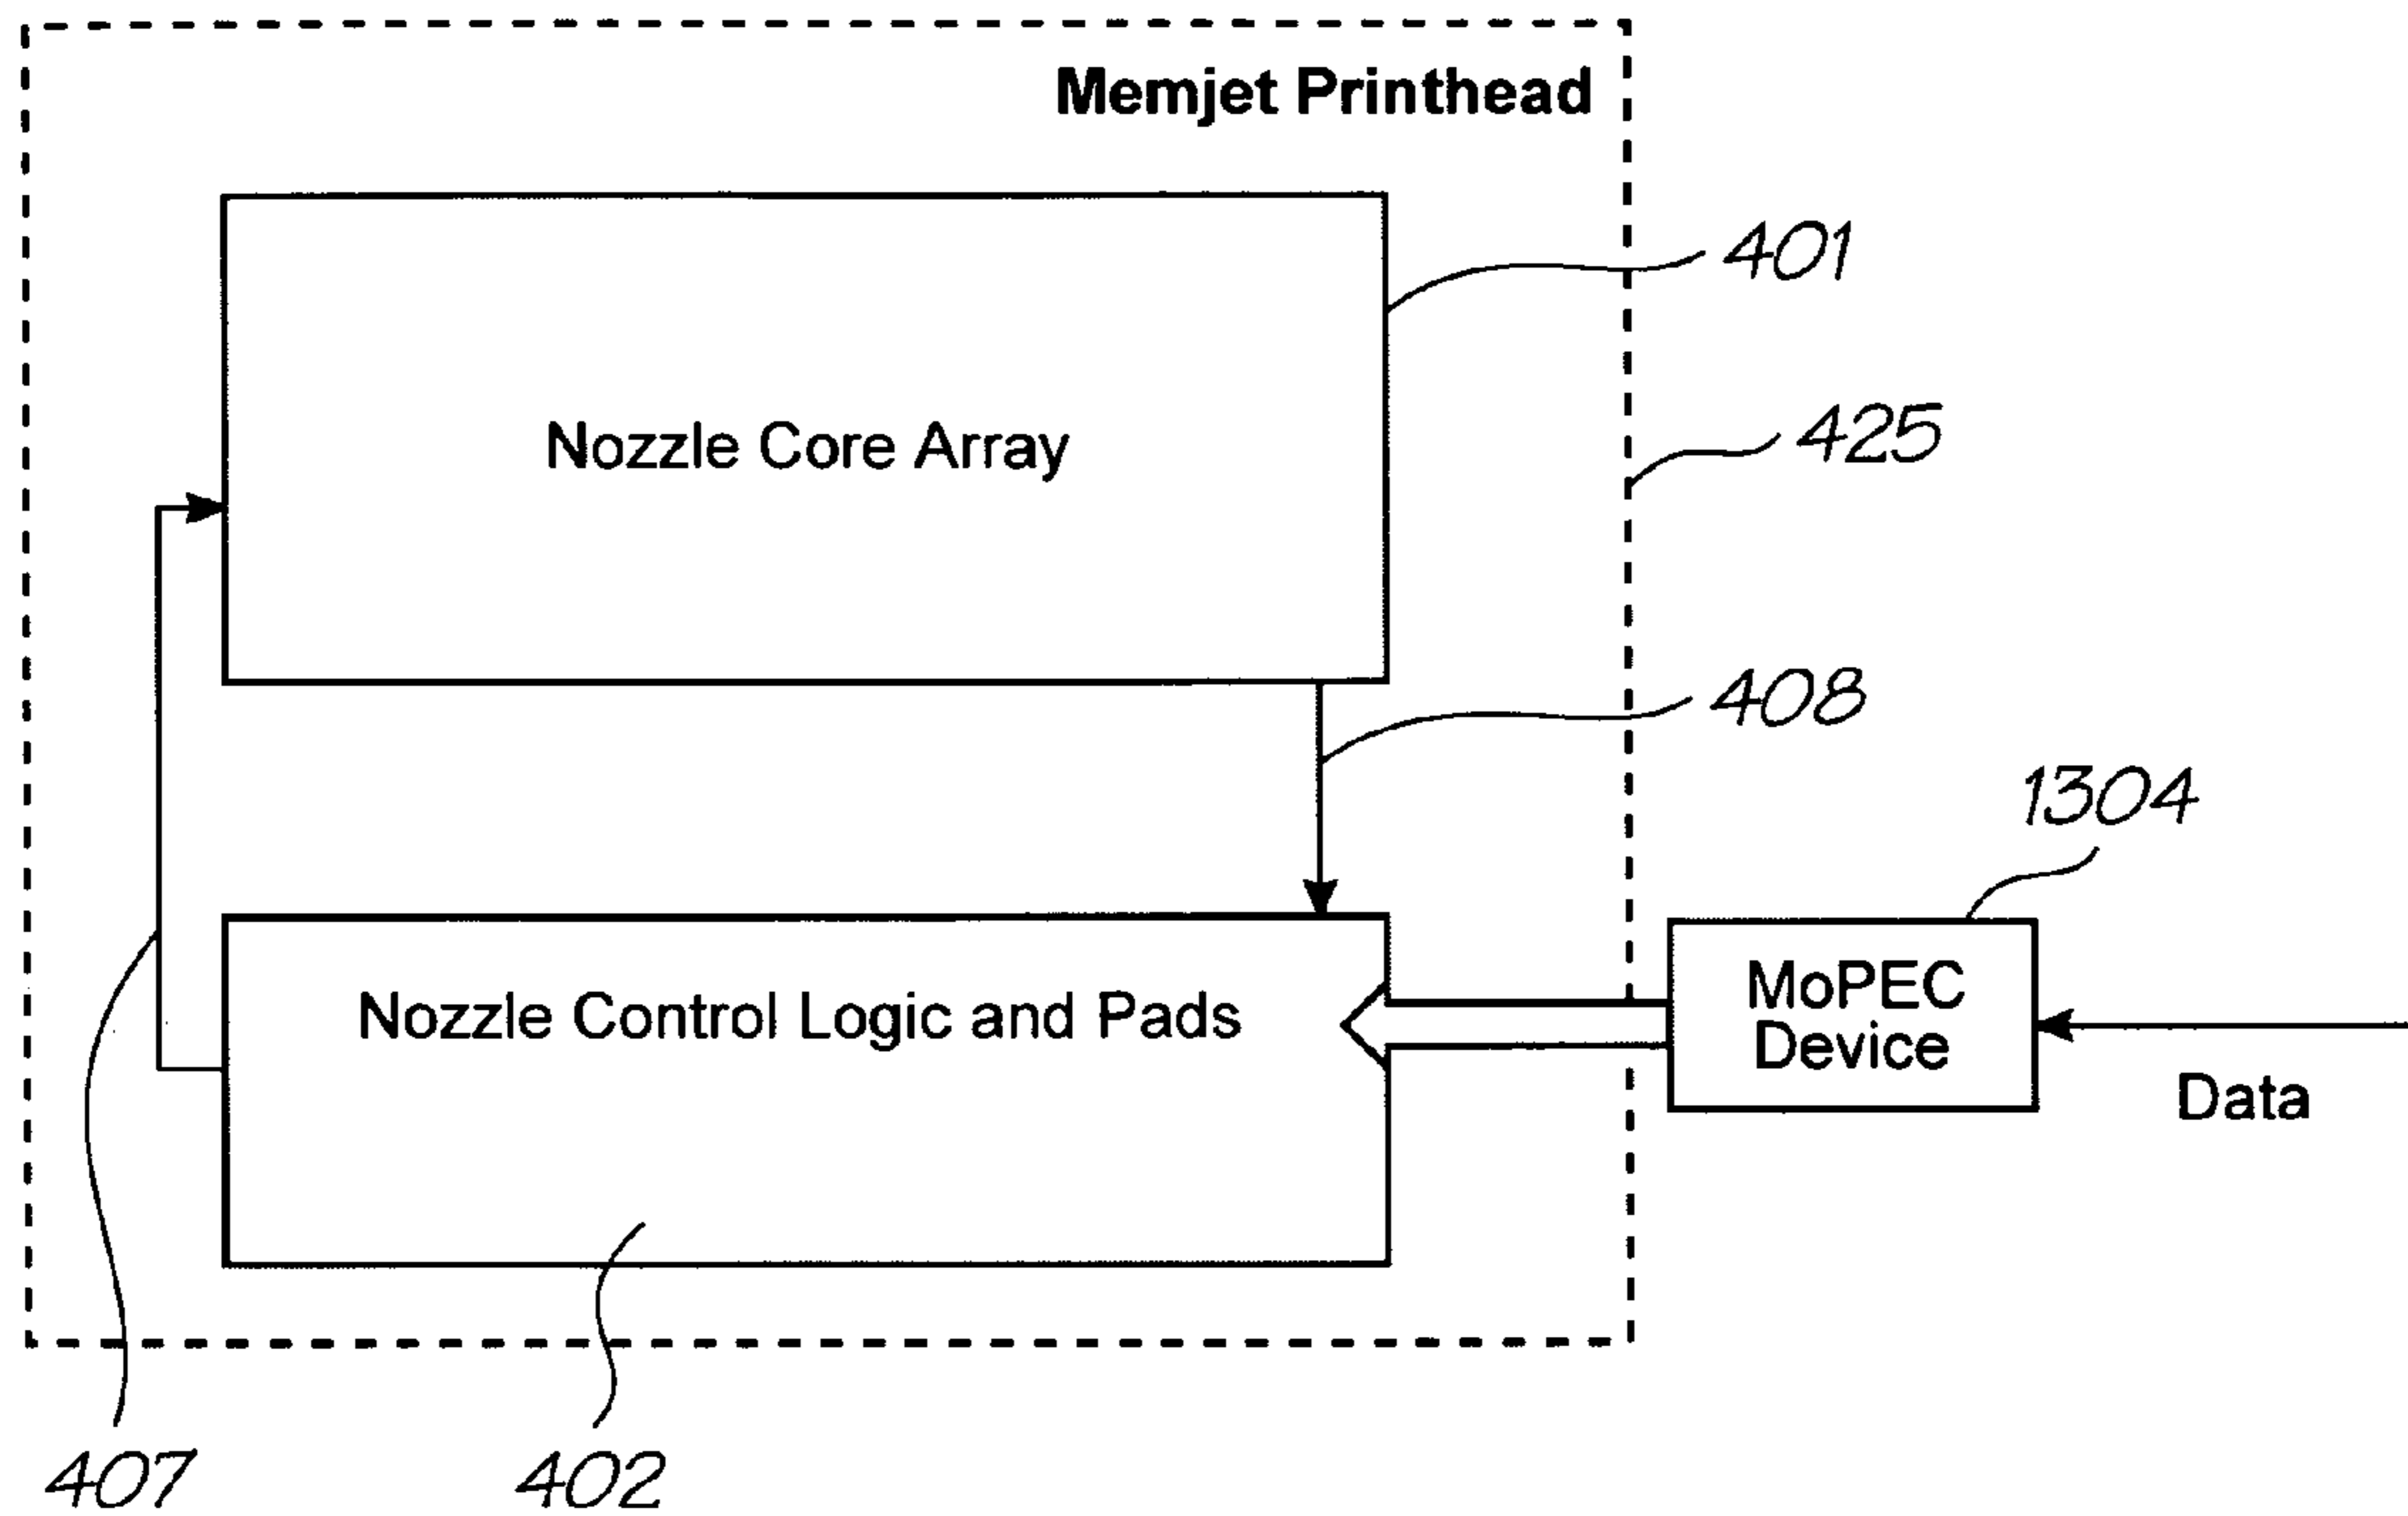 Memjet Printhead
401
Nozzle Core Array
425
408
1304
Nozzle Control Logic and Pads
MoPEC
Device
Data
407
402